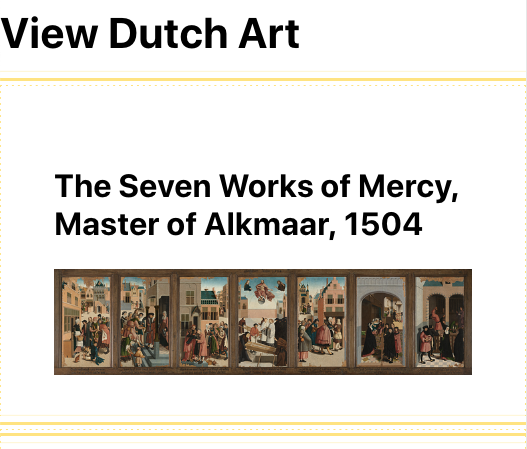 View Dutch Art
The Seven Works of Mercy,
Master of Alkmaar, 1504